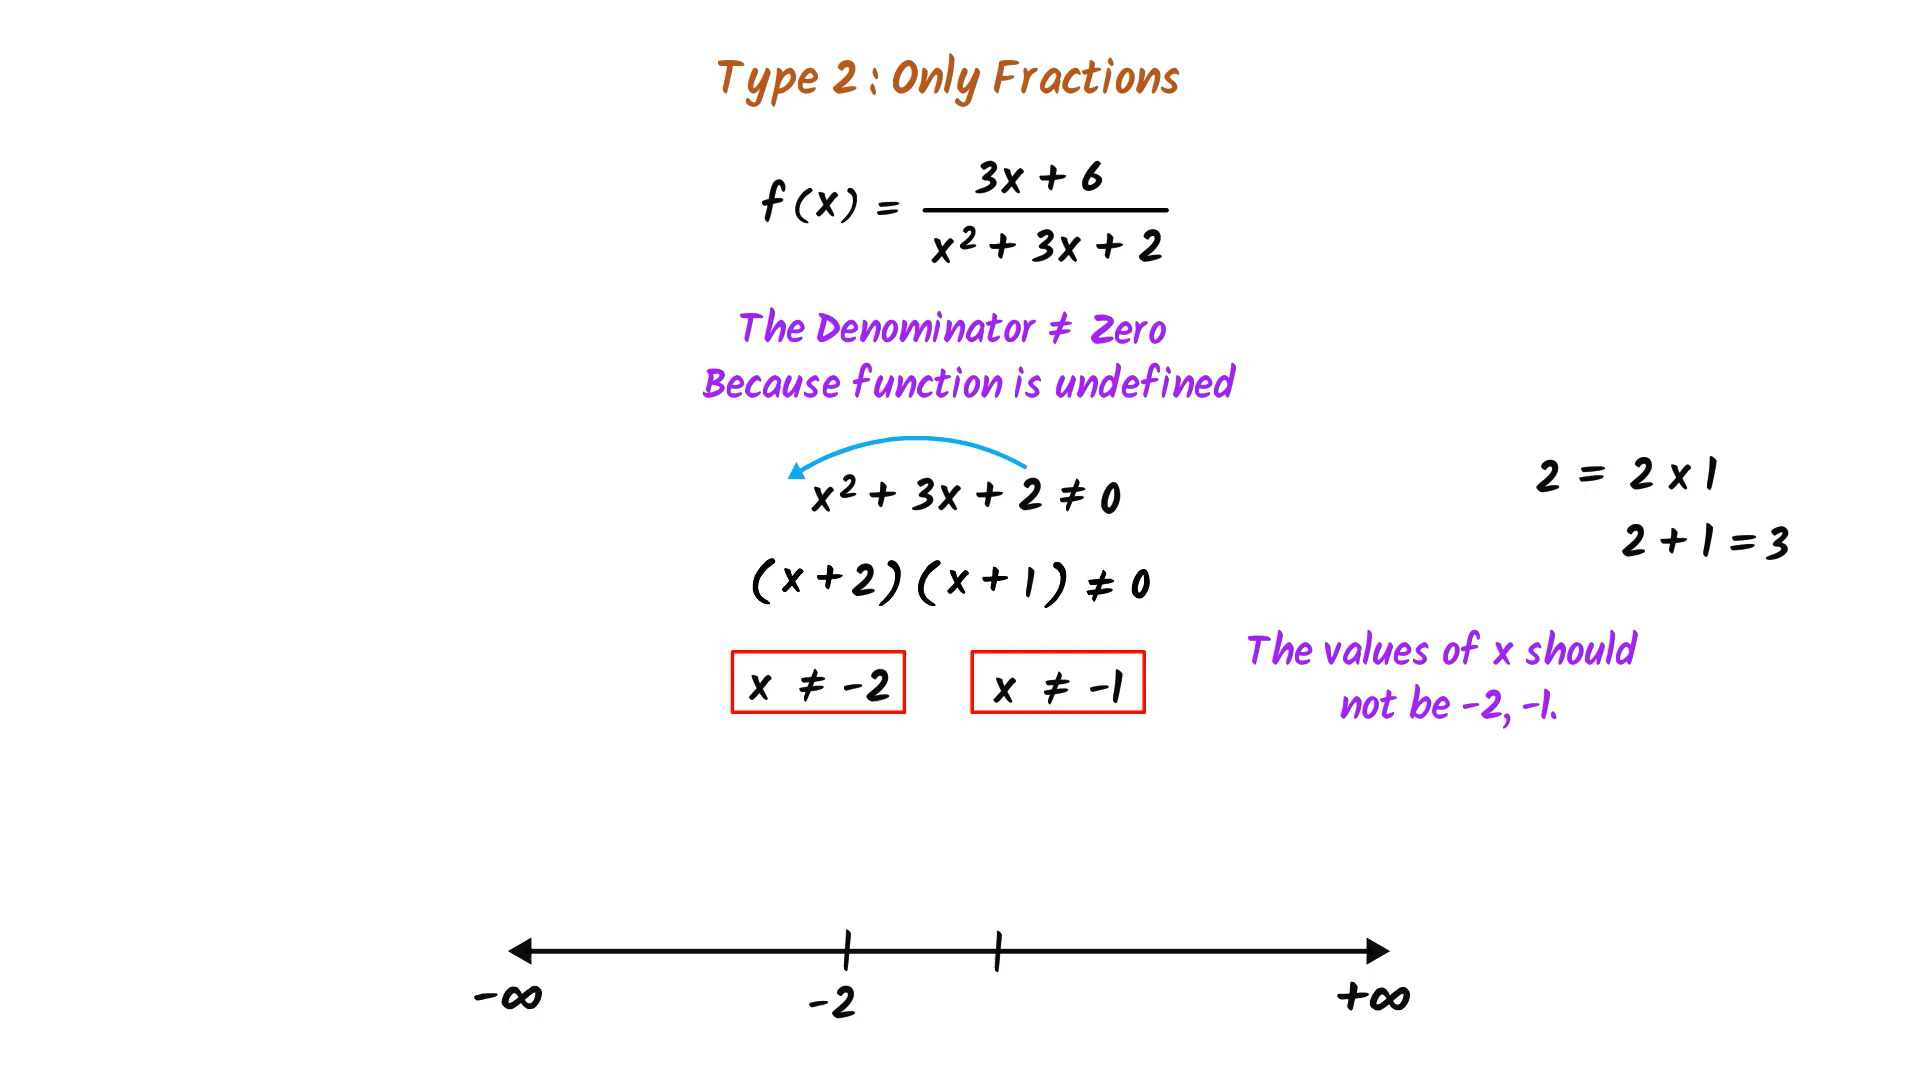 Type 2 : Only Fractions
f(x) = (3x + 6)/(x² + 3x + 2)
The Denominator ≠ Zero
Because function is undefined
x² + 3x + 2 ≠ 0
2 = 2 x 1
2 + 1 = 3
(x + 2) (x + 1) ≠ 0
x ≠ -2
x ≠ -1
The values of x should
not be -2, -1.
-∞
-2
+∞